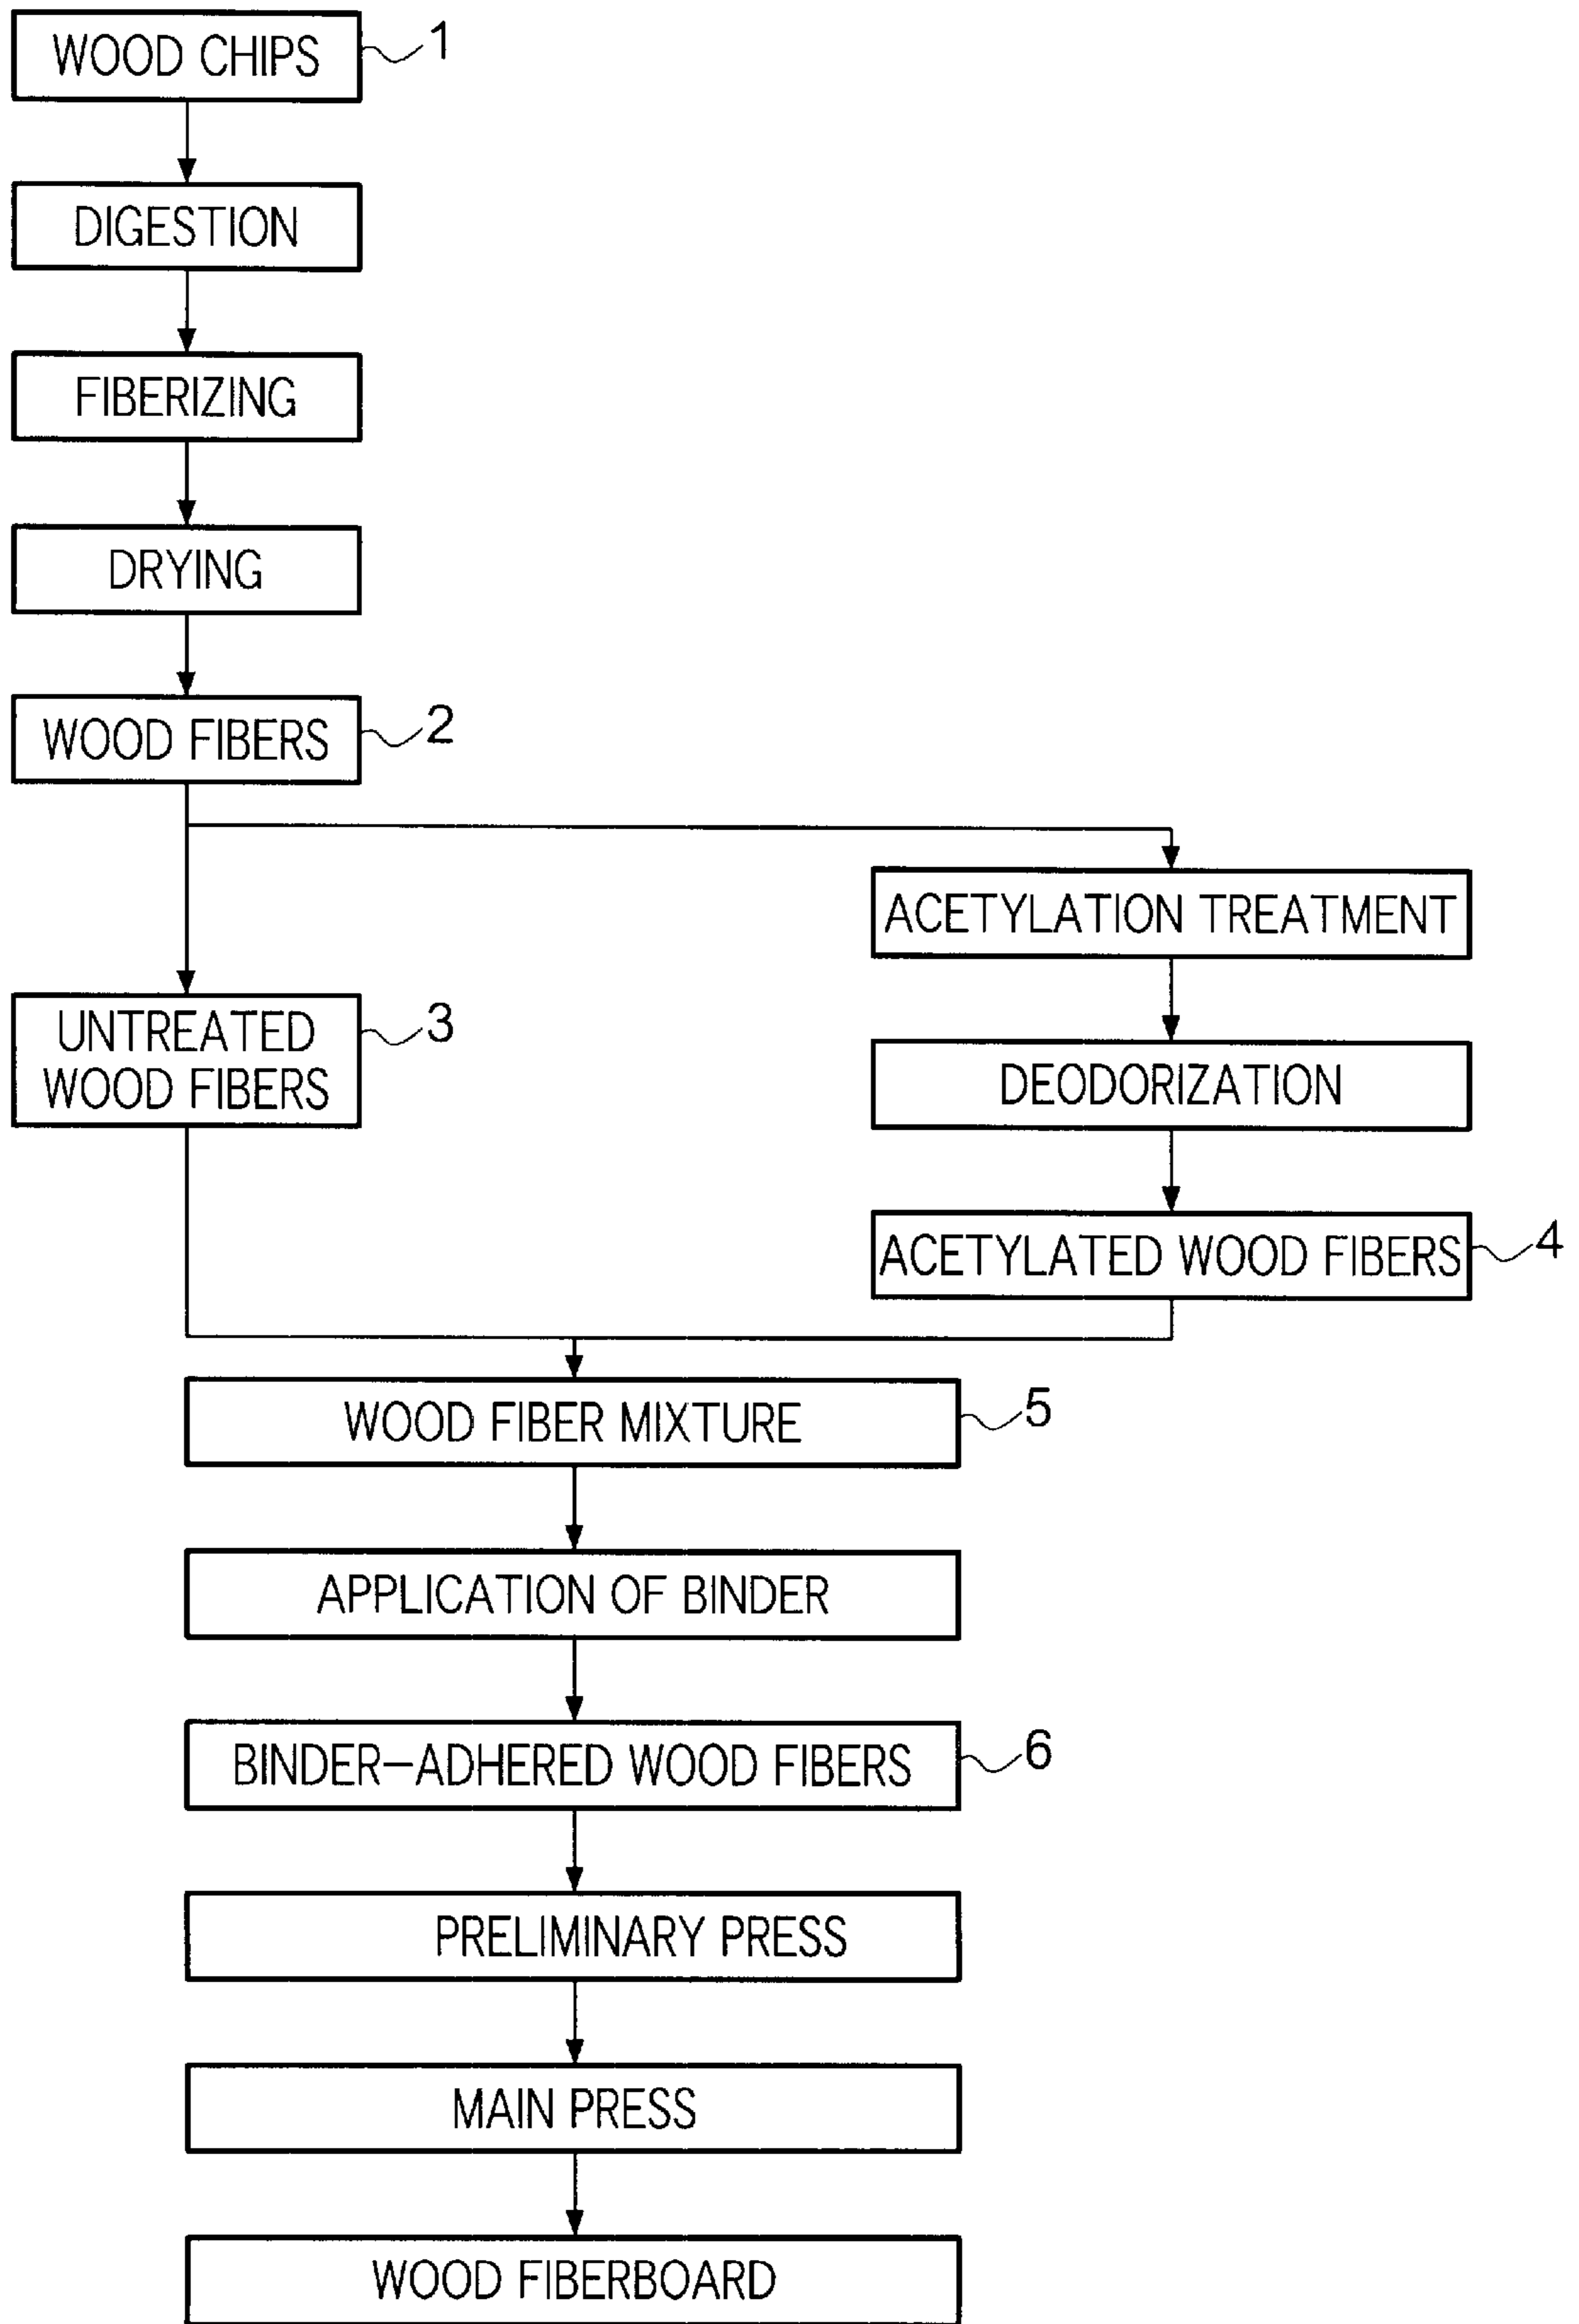 WOOD CHIPS
1
DIGESTION
FIBERIZING
DRYING
WOOD FIBERS
2
ACETYLATION TREATMENT
UNTREATED
WOOD FIBERS
3
DEODORIZATION
ACETYLATED WOOD FIBERS
4
WOOD FIBER MIXTURE
5
APPLICATION OF BINDER
BINDER-ADHERED WOOD FIBERS
6
PRELIMINARY PRESS
MAIN PRESS
WOOD FIBERBOARD